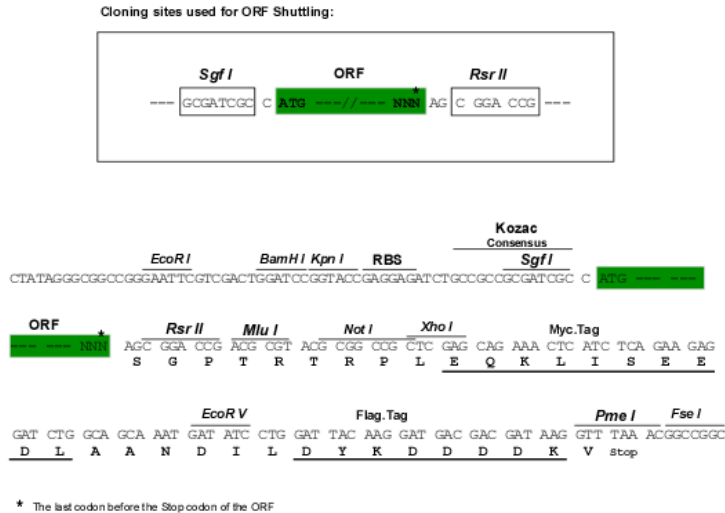 Cloning sites used for ORF Shuttling:
Sgf I ORF Rsr II
*
--- GCGATCGC C ATG ---//--- NNN AG C GGA CCG ---
Kozac
Consensus
EcoR I BamH I Kpn I RBS Sgf I
CTATAGGGCGGCCGGGAATTCGTCGACTGGATCCGGTACCGAGGAGATCTGCCGCCGCGATCGC C ATG --- ---
ORF * Rsr II Mlu I Not I Xho I Myc.Tag
--- --- NNN AGC GGA CCG ACG CGT ACG CGG CCG CTC GAG CAG AAA CTC ATC TCA GAA GAG
S G P T R T R P L E Q K L I S E E
EcoR V Flag.Tag Pme I Fse I
GAT CTG GCA GCA AAT GAT ATC CTG GAT TAC AAG GAT GAC GAC GAT AAG GTT TAA ACGGCCGGC
D L A A N D I L D Y K D D D D K V Stop
* The last codon before the Stop codon of the ORF